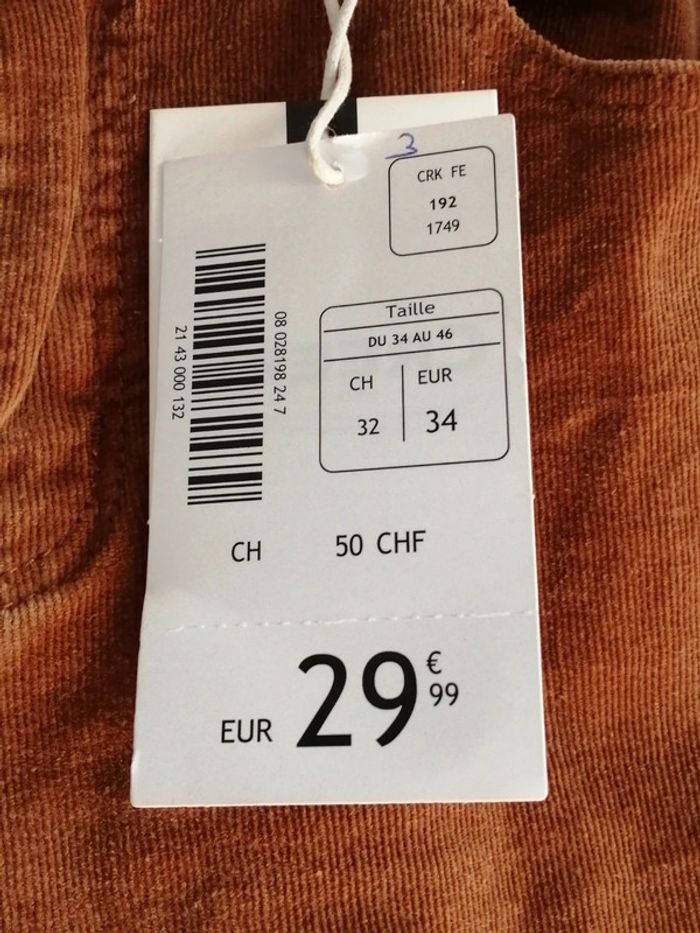 3
CRK FE
192
1749
08 028198 24 7
21 43 000 132
Taille
DU 34 AU 46
CH EUR
32 34
CH 50 CHF
EUR 29 € 99